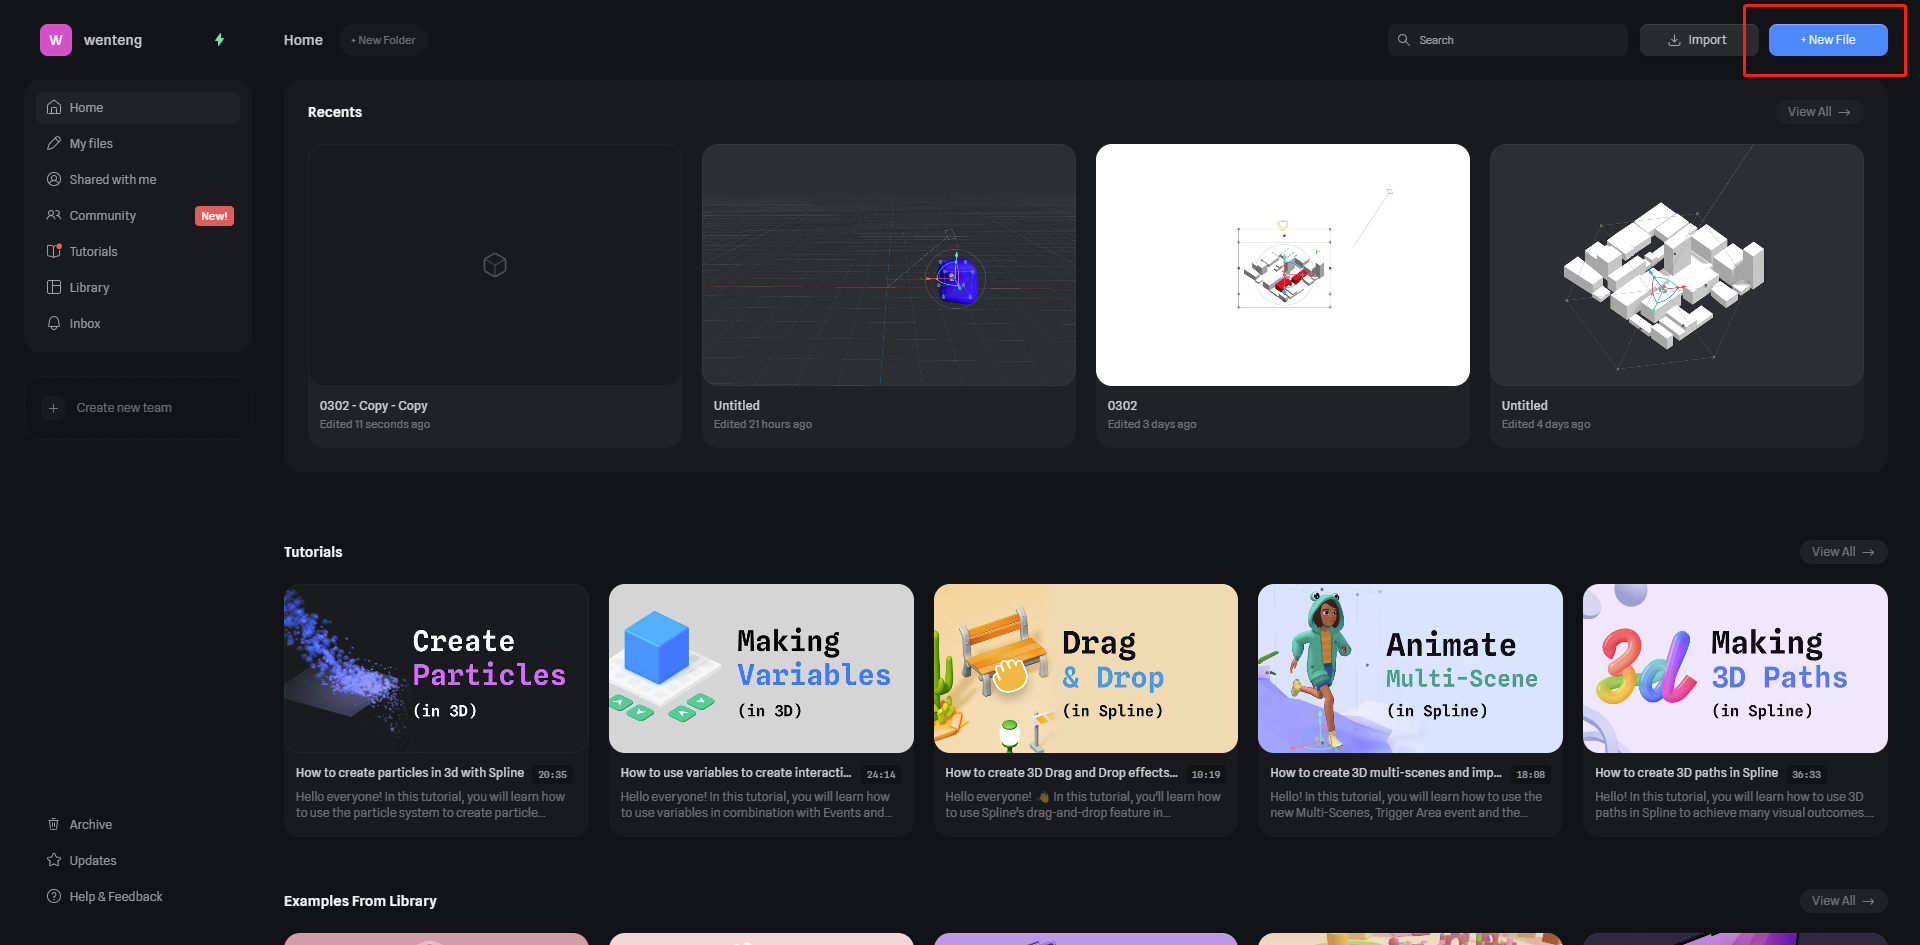 W wenteng
Home
+ New Folder
Search
Import
+ New File
Home
My files
Shared with me
Community New!
Tutorials
Library
Inbox
Create new team
Archive
Updates
Help & Feedback
Recents
View All →
0302 - Copy - Copy
Edited 11 seconds ago
Untitled
Edited 21 hours ago
0302
Edited 3 days ago
Untitled
Edited 4 days ago
Tutorials
View All →
Create
Particles
(in 3D)
How to create particles in 3d with Spline 20:35
Hello everyone! In this tutorial, you will learn how
to use the particle system to create particle...
Making
Variables
(in 3D)
How to use variables to create interacti... 24:14
Hello everyone! In this tutorial, you will learn how
to use variables in combination with Events and...
Drag
& Drop
(in Spline)
How to create 3D Drag and Drop effects... 10:19
Hello everyone! 👋 In this tutorial, you'll learn how
to use Spline's drag-and-drop feature in...
Animate
Multi-Scene
(in Spline)
How to create 3D multi-scenes and imp... 18:08
Hello! In this tutorial, you will learn how to use the
new Multi-Scenes, Trigger Area event and the...
3d
Making
3D Paths
(in Spline)
How to create 3D paths in Spline 36:33
Hello! In this tutorial, you will learn how to use 3D
paths in Spline to achieve many visual outcomes....
Examples From Library
View All →